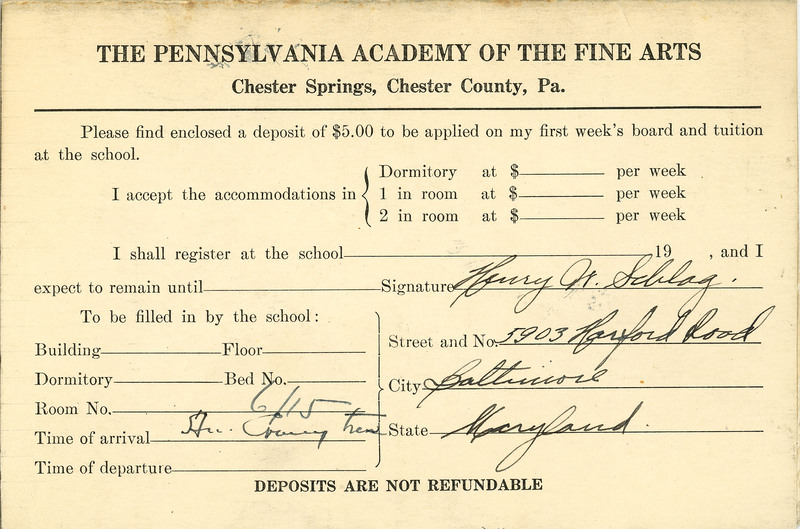 THE PENNSYLVANIA ACADEMY OF THE FINE ARTS
Chester Springs, Chester County, Pa.
Please find enclosed a deposit of $5.00 to be applied on my first week's board and tuition
at the school.
I accept the accommodations in
Dormitory at $ per week
1 in room at $ per week
2 in room at $ per week
I shall register at the school 19 , and I
expect to remain until Signature Henry W. Schlag.
To be filled in by the school:
Street and No. 5903 Harford Road
Building Floor
Dormitory Bed No.
City Baltimore
Room No. 6/15
Time of arrival
State Maryland.
Time of departure
DEPOSITS ARE NOT REFUNDABLE